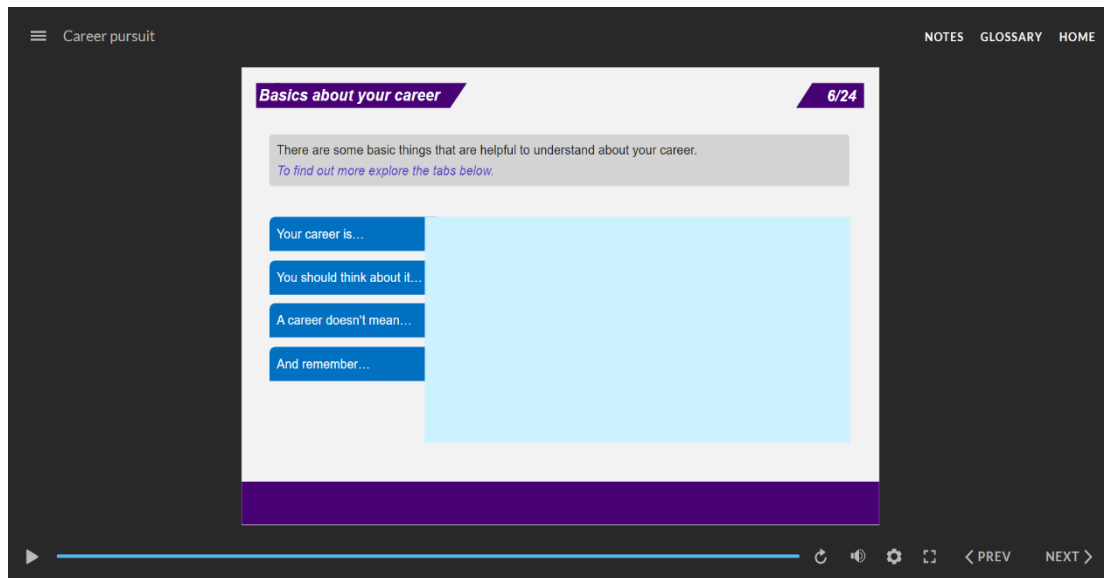 Career pursuit
NOTES GLOSSARY HOME
Basics about your career
6/24
There are some basic things that are helpful to understand about your career.
To find out more explore the tabs below.
Your career is...
You should think about it...
A career doesn't mean...
And remember...
PREV NEXT